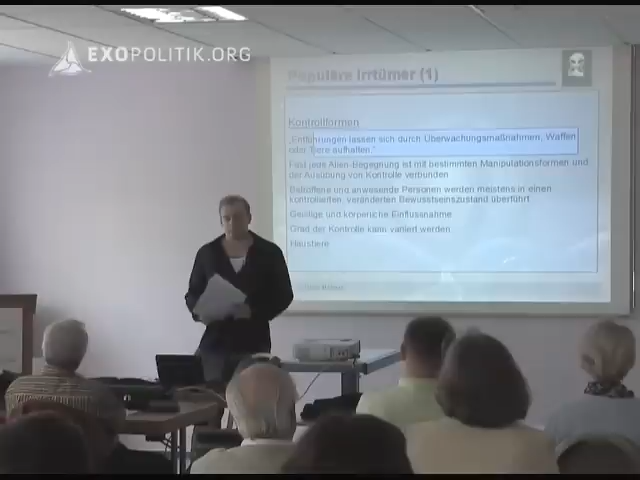 EXOPOLITIK.ORG
Populäre Irrtümer (1)
Kontrollformen
„Entführungen lassen sich durch Überwachungsmaßnahmen, Waffen
oder Tiere aufhalten."
Fast jede Alien-Begegnung ist mit bestimmten Manipulationsformen und
der Ausübung von Kontrolle verbunden
Betroffene und anwesende Personen werden meistens in einen
kontrollierten, veränderten Bewusstseinszustand überführt
Geistige und körperliche Einflussnahme
Grad der Kontrolle kann variiert werden
Haustiere